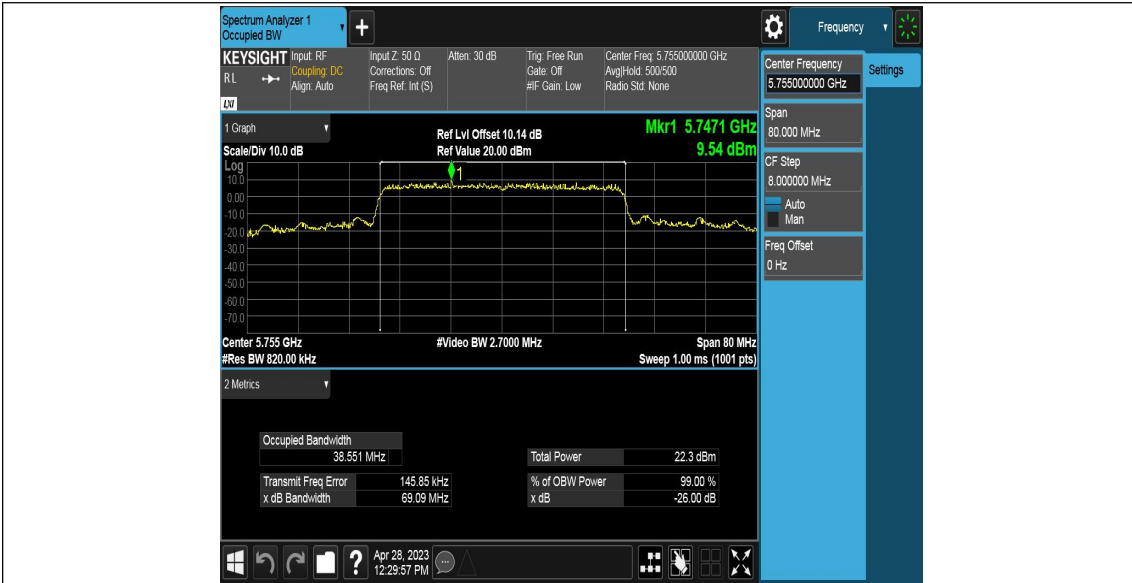 Spectrum Analyzer 1
Occupied BW
+
Frequency
KEYSIGHT
R L
LXI
Input: RF
Coupling: DC
Align: Auto
Input Z: 50 Ω
Corrections: Off
Freq Ref: Int (S)
Atten: 30 dB
Trig: Free Run
Gate: Off
#IF Gain: Low
Center Freq: 5.755000000 GHz
Avg|Hold: 500/500
Radio Std: None
Center Frequency
5.755000000 GHz
Settings
Span
80.000 MHz
CF Step
8.000000 MHz
Auto
Man
Freq Offset
0 Hz
1 Graph
Ref Lvl Offset 10.14 dB
Mkr1 5.7471 GHz
Scale/Div 10.0 dB
Ref Value 20.00 dBm
9.54 dBm
Log
1
10.0
0.00
-10.0
-20.0
-30.0
-40.0
-50.0
-60.0
-70.0
Center 5.755 GHz
#Video BW 2.7000 MHz
Span 80 MHz
#Res BW 820.00 kHz
Sweep 1.00 ms (1001 pts)
2 Metrics
Occupied Bandwidth
38.551 MHz
Total Power 22.3 dBm
Transmit Freq Error 145.85 kHz
% of OBW Power 99.00 %
x dB Bandwidth 69.09 MHz
x dB -26.00 dB
?
Apr 28, 2023
12:29:57 PM